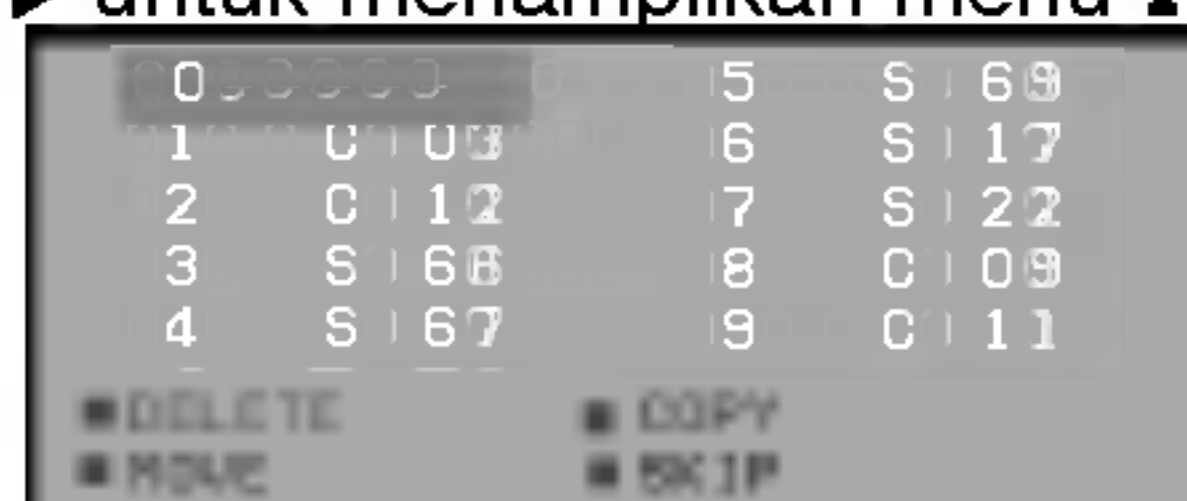 untuk menampilkan menu
0 5 S 69
1 C 03 6 S 17
2 C 12 7 S 22
3 S 66 8 C 09
4 S 67 9 C 11
DELETE COPY
MOVE SKIP